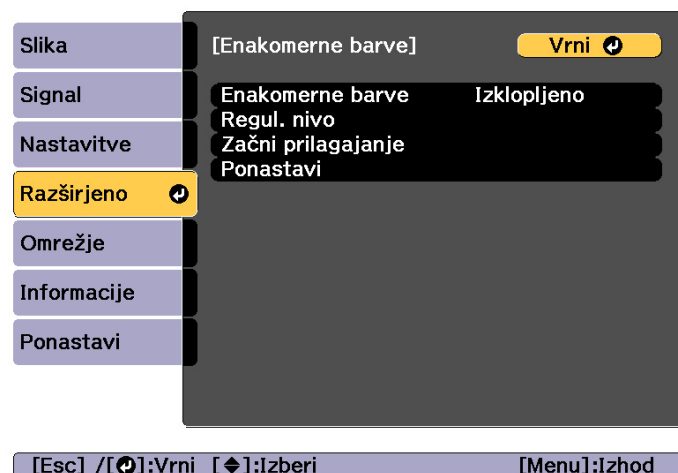 Slika
Signal
Nastavitve
Razširjeno
Omrežje
Informacije
Ponastavi
[Enakomerne barve] Vrni
Enakomerne barve Izklopljeno
Regul. nivo
Začni prilagajanje
Ponastavi
[Esc] /[ ]:Vrni [ ]:Izberi [Menu]:Izhod